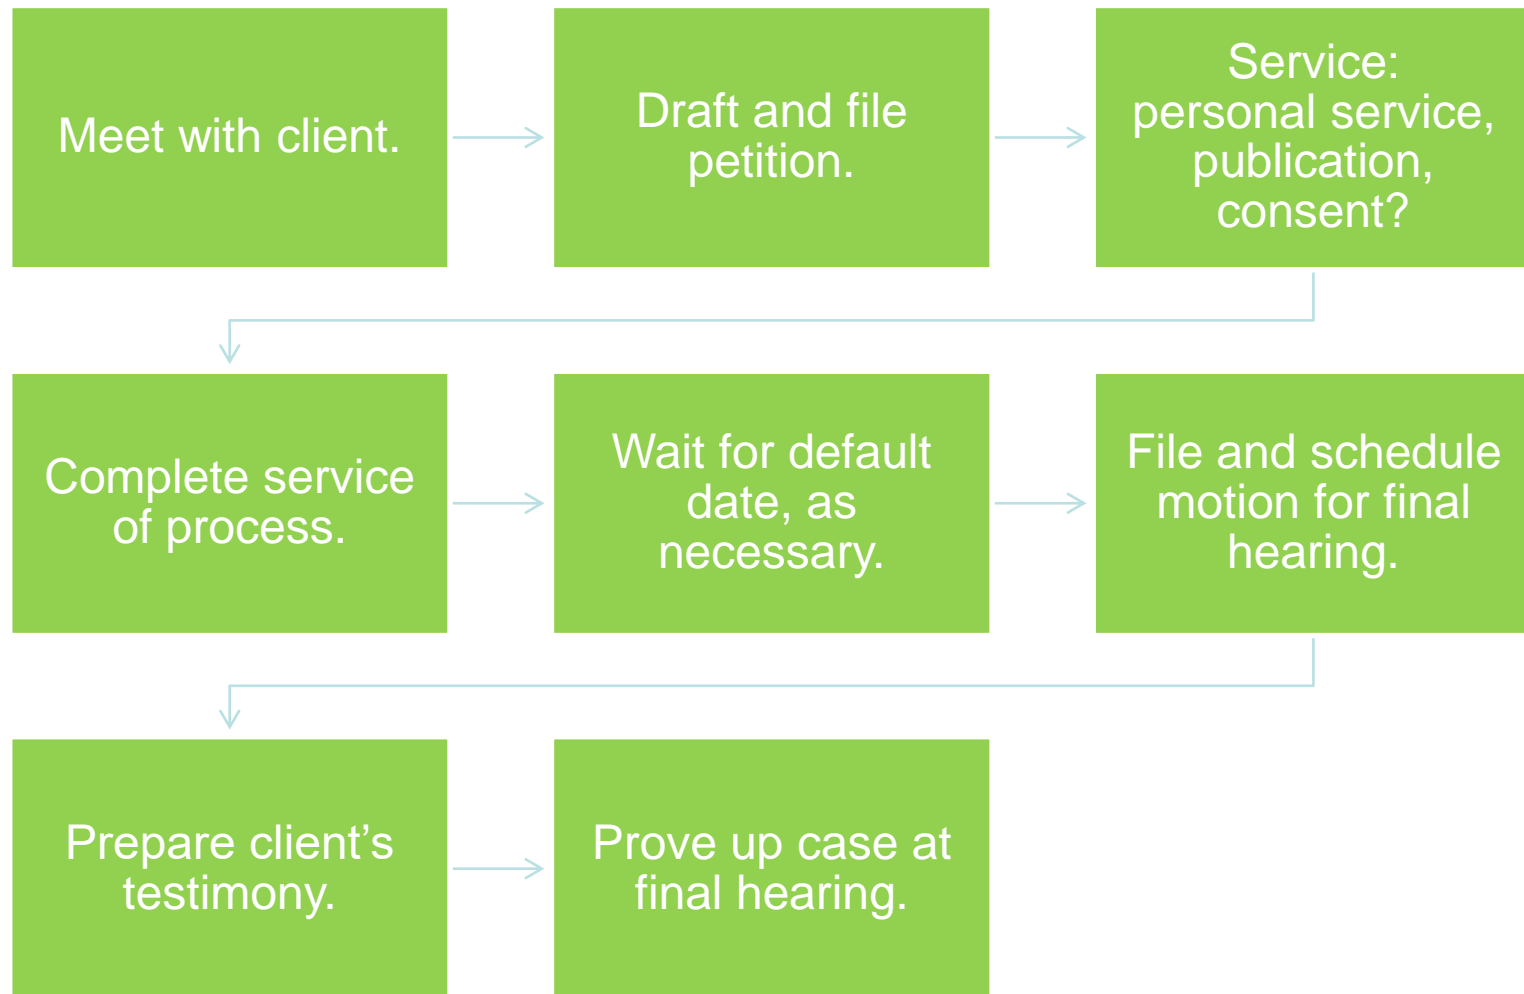 Meet with client.
Draft and file
petition.
Service:
personal service,
publication,
consent?
Complete service
of process.
Wait for default
date, as
necessary.
File and schedule
motion for final
hearing.
Prepare client’s
testimony.
Prove up case at
final hearing.